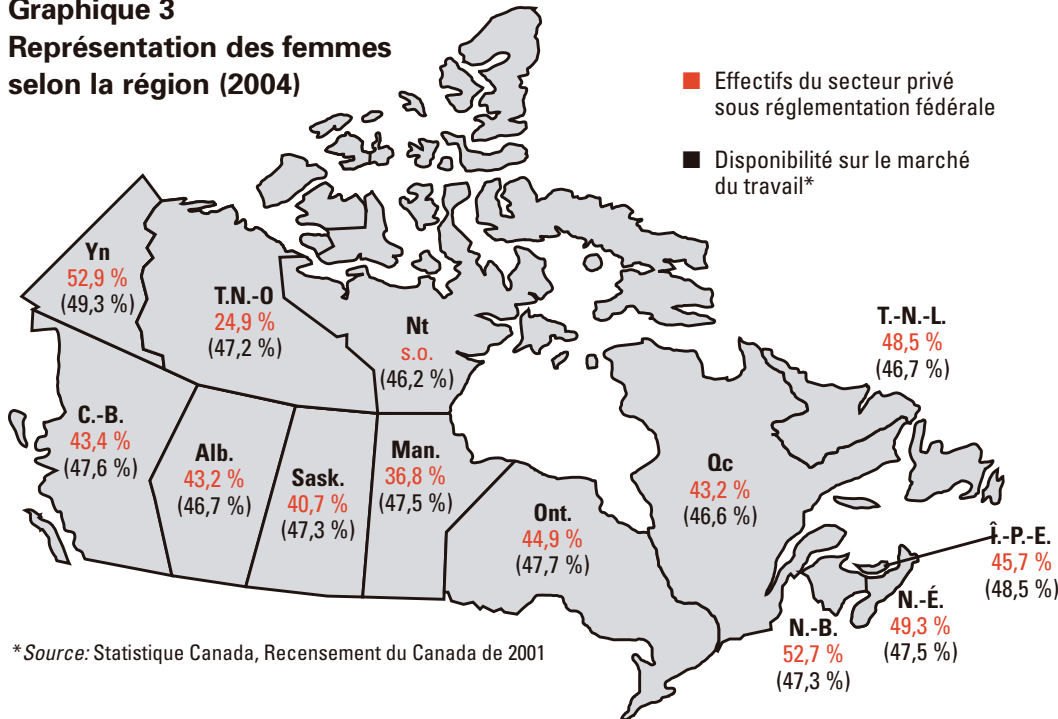 Graphique 3
Représentation des femmes
selon la région (2004)
Effectifs du secteur privé
sous réglementation fédérale
Disponibilité sur le marché
du travail*
Yn
52,9 %
(49,3 %)
T.N.-O
24,9 %
(47,2 %)
Nt
s.o.
(46,2 %)
T.-N.-L.
48,5 %
(46,7 %)
C.-B.
43,4 %
(47,6 %)
Alb.
43,2 %
(46,7 %)
Sask.
40,7 %
(47,3 %)
Man.
36,8 %
(47,5 %)
Ont.
44,9 %
(47,7 %)
Qc
43,2 %
(46,6 %)
Î.-P.-E.
45,7 %
(48,5 %)
N.-É.
49,3 %
(47,5 %)
N.-B.
52,7 %
(47,3 %)
*Source: Statistique Canada, Recensement du Canada de 2001